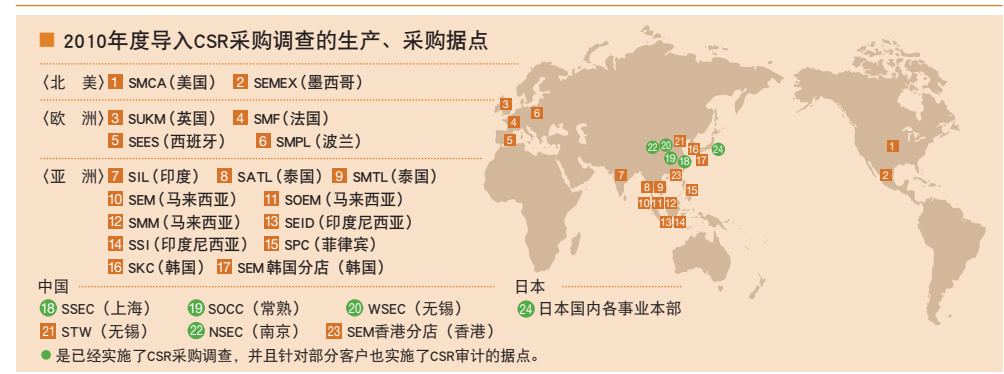 2010年度导入CSR采购调查的生产、采购据点
〈北　美〉 1 SMCA(美国) 2 SEMEX(墨西哥)
〈欧　洲〉 3 SUKM(英国) 4 SMF(法国)
5 SEES(西班牙) 6 SMPL(波兰)
〈亚　洲〉 7 SIL(印度) 8 SATL(泰国) 9 SMTL(泰国)
10 SEM(马来西亚) 11 SOEM(马来西亚)
12 SMM(马来西亚) 13 SEID(印度尼西亚)
14 SSI(印度尼西亚) 15 SPC(菲律宾)
16 SKC(韩国) 17 SEM韩国分店（韩国)
中国
18 SSEC（上海） 19 SOCC（常熟） 20 WSEC（无锡）
21 STW（无锡） 22 NSEC（南京） 23 SEM香港分店（香港）
● 是已经实施了CSR采购调查，并且针对部分客户也实施了CSR审计的据点。
日本
24 日本国内各事业本部
3
6
4
5
22 20 21
16
24
19 18 17
7
23
8 9
15
10 11 12
13 14
1
2